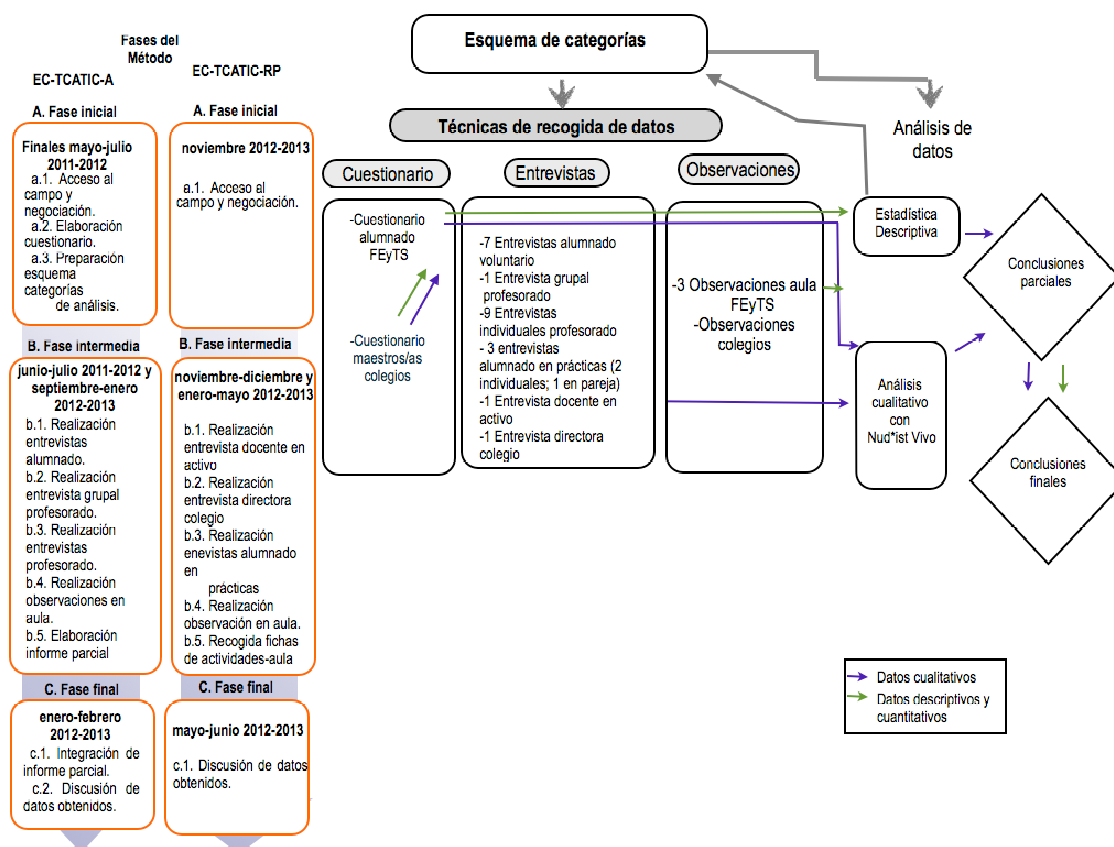 Fases del
Método
EC-TCATIC-A
A. Fase inicial
Finales mayo-julio
2011-2012
a.1. Acceso al
campo y
negociación.
a.2. Elaboración
cuestionario.
a.3. Preparación
esquema
categorías
de análisis.
B. Fase intermedia
junio-julio 2011-2012 y
septiembre-enero
2012-2013
b.1. Realización
entrevistas
alumnado.
b.2. Realización
entrevista grupal
profesorado.
b.3. Realización
entrevistas
profesorado.
b.4. Realización
observaciones en
aula.
b.5. Elaboración
informe parcial
C. Fase final
enero-febrero
2012-2013
c.1. Integración de
informe parcial.
c.2. Discusión de
datos obtenidos.
EC-TCATIC-RP
A. Fase inicial
noviembre 2012-2013
a.1. Acceso al
campo y negociación.
B. Fase intermedia
noviembre-diciembre y
enero-mayo 2012-2013
b.1. Realización
entrevista docente en
activo
b.2. Realización
entrevista directora
colegio
b.3. Realización
enevistas alumnado
en
prácticas
b.4. Realización
observación en aula.
b.5. Recogida fichas
de actividades-aula
C. Fase final
mayo-junio 2012-2013
c.1. Discusión de datos
obtenidos.
Esquema de categorías
Técnicas de recogida de datos
Cuestionario
-Cuestionario
alumnado
FEyTS
-Cuestionario
maestros/as
colegios
Entrevistas
-7 Entrevistas alumnado
voluntario
-1 Entrevista grupal
profesorado
-9 Entrevistas
individuales profesorado
- 3 entrevistas
alumnado en prácticas (2
individuales; 1 en pareja)
-1 Entrevista docente en
activo
-1 Entrevista directora
colegio
Observaciones
-3 Observaciones aula
FEyTS
-Observaciones
colegios
Análisis de
datos
Estadística
Descriptiva
Análisis
cualitativo
con
Nud*ist Vivo
Conclusiones
parciales
Conclusiones
finales
Datos cualitativos
Datos descriptivos y
cuantitativos